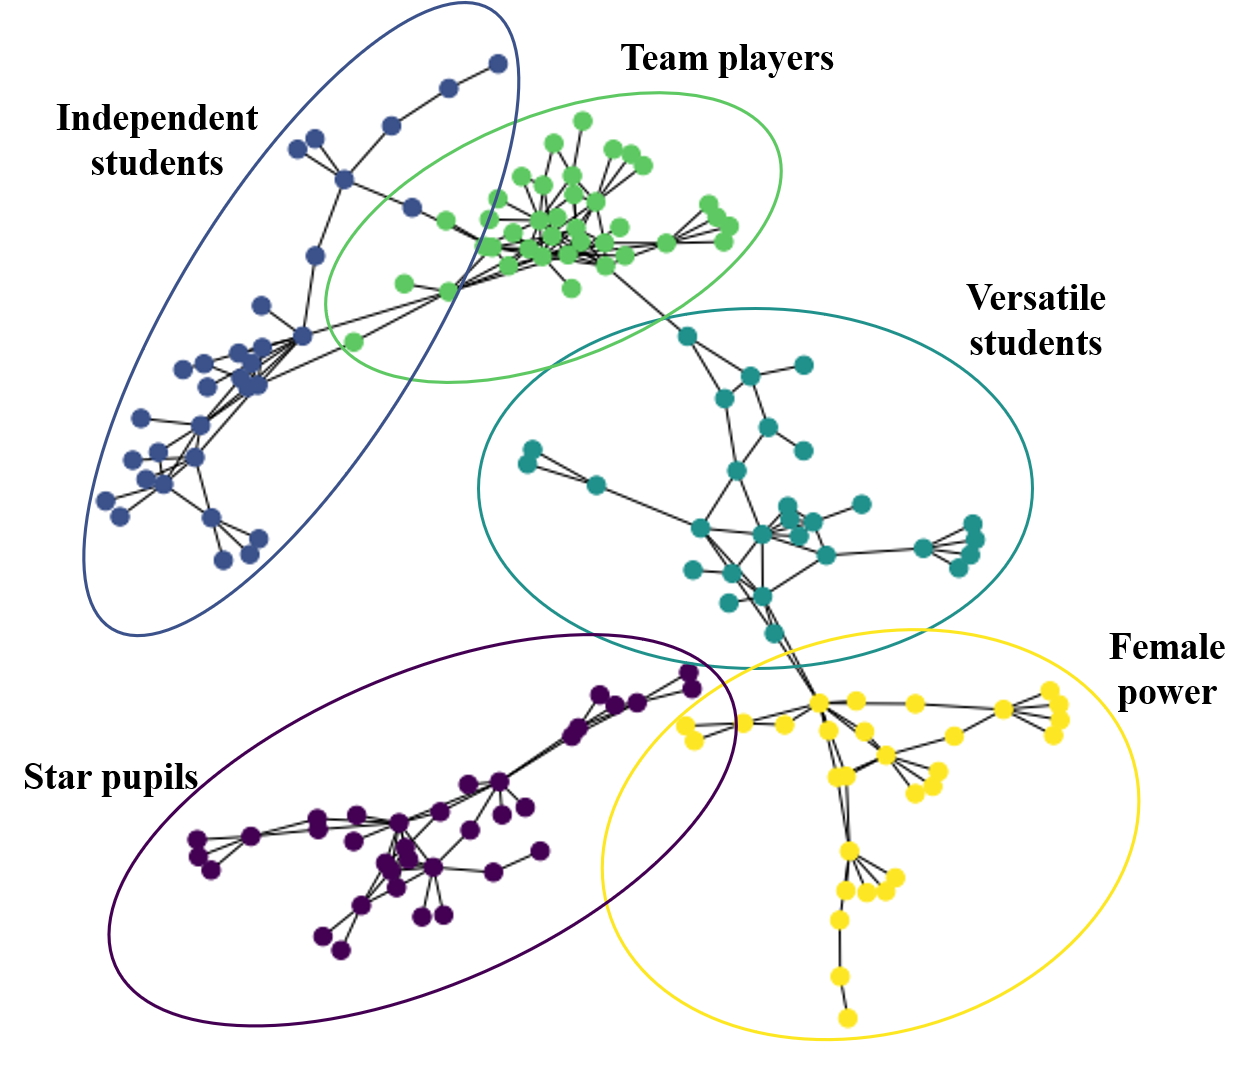 Team players
Independent
students
Versatile
students
Female
power
Star pupils